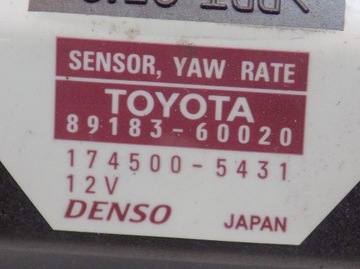 SENSOR, YAW RATE
TOYOTA
89183-60020
174500-5431
12V
DENSO JAPAN